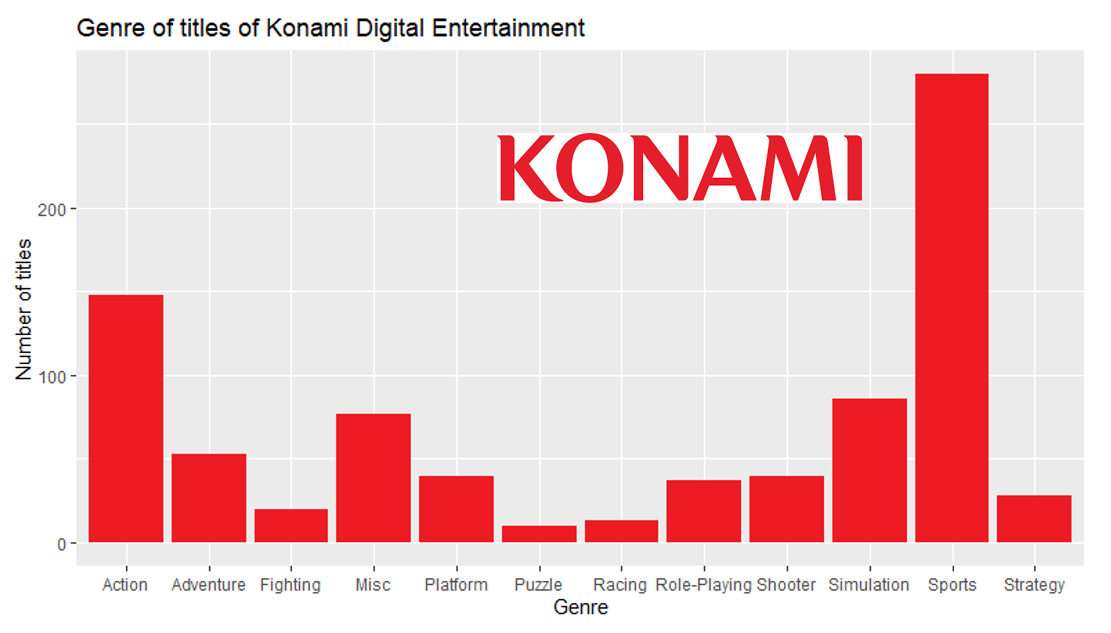 Genre of titles of Konami Digital Entertainment
KONAMI
Number of titles
200
100
0
Action Adventure Fighting Misc Platform Puzzle Racing Role-Playing Shooter Simulation Sports Strategy
Genre